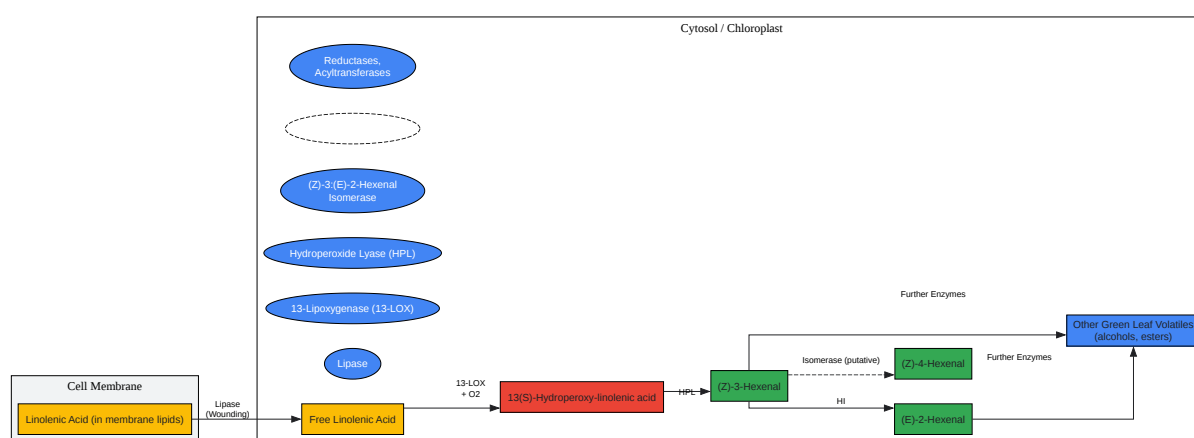 Cytosol / Chloroplast
Reductases,
Acyltransferases
(Z)-3:(E)-2-Hexenal
Isomerase
Hydroperoxide Lyase (HPL)
13-Lipoxygenase (13-LOX)
Lipase
Cell Membrane
Linolenic Acid (in membrane lipids)
Lipase
(Wounding)
Free Linolenic Acid
13-LOX
+ O2
13(S)-Hydroperoxy-linolenic acid
HPL
(Z)-3-Hexenal
Isomerase (putative)
(Z)-4-Hexenal
HI
(E)-2-Hexenal
Further Enzymes
Further Enzymes
Other Green Leaf Volatiles
(alcohols, esters)